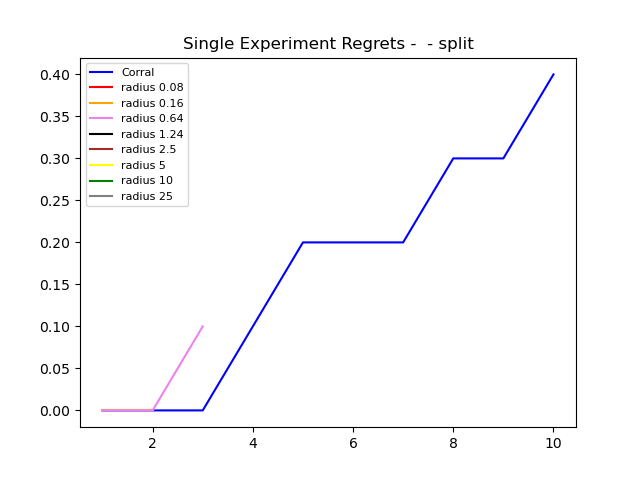 Single Experiment Regrets -  - split
0.40
0.35
0.30
0.25
0.20
0.15
0.10
0.05
0.00
Corral
radius 0.08
radius 0.16
radius 0.64
radius 1.24
radius 2.5
radius 5
radius 10
radius 25
2
4
6
8
10